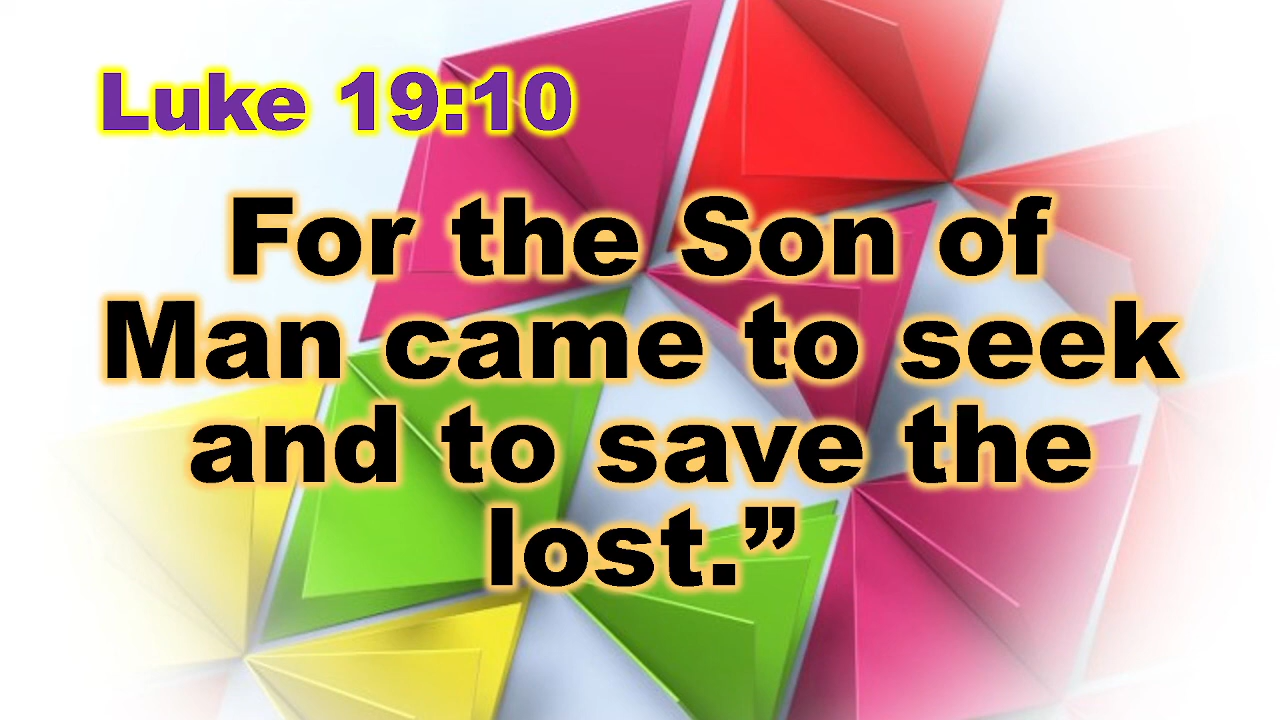 Luke 19:10
For the Son of
Man came to seek
and to save the
lost.”